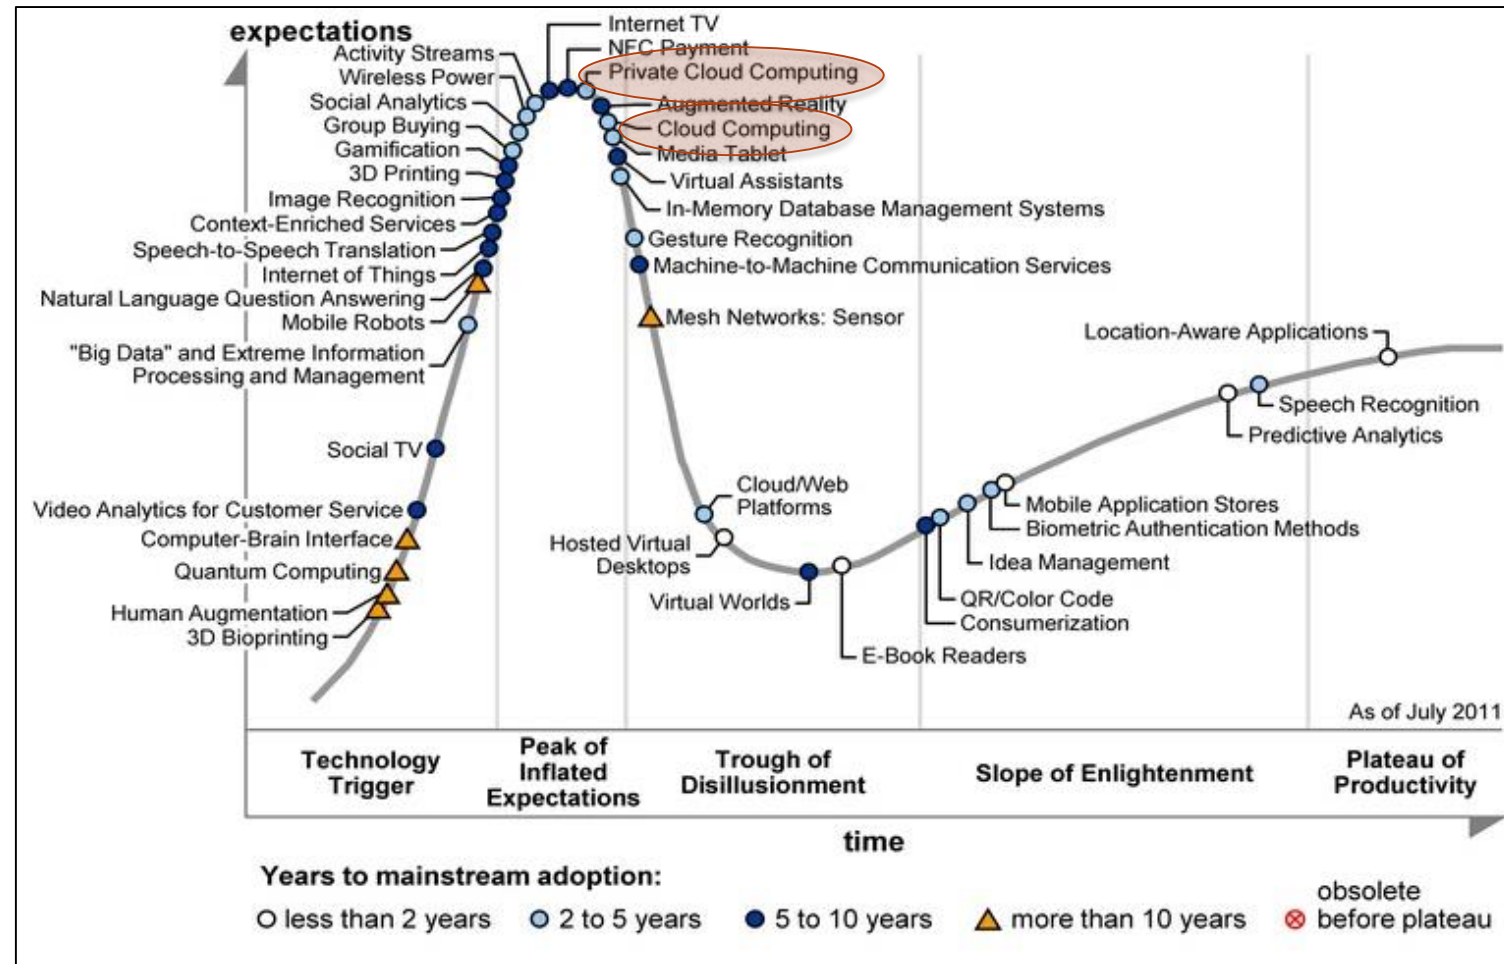 expectations
Internet TV
NFC Payment
Private Cloud Computing
Augmented Reality
Cloud Computing
Media Tablet
Virtual Assistants
In-Memory Database Management Systems
Gesture Recognition
Machine-to-Machine Communication Services
Mesh Networks: Sensor
Activity Streams
Wireless Power
Social Analytics
Group Buying
Gamification
3D Printing
Image Recognition
Context-Enriched Services
Speech-to-Speech Translation
Internet of Things
Natural Language Question Answering
Mobile Robots
"Big Data" and Extreme Information
Processing and Management
Social TV
Video Analytics for Customer Service
Computer-Brain Interface
Quantum Computing
Human Augmentation
3D Bioprinting
Cloud/Web
Platforms
Hosted Virtual
Desktops
Virtual Worlds
E-Book Readers
Location-Aware Applications
Speech Recognition
Predictive Analytics
Mobile Application Stores
Biometric Authentication Methods
Idea Management
QR/Color Code
Consumerization
As of July 2011
Technology
Trigger
Peak of
Inflated
Expectations
Trough of
Disillusionment
Slope of Enlightenment
Plateau of
Productivity
time
Years to mainstream adoption:
less than 2 years
2 to 5 years
5 to 10 years
more than 10 years
obsolete
before plateau